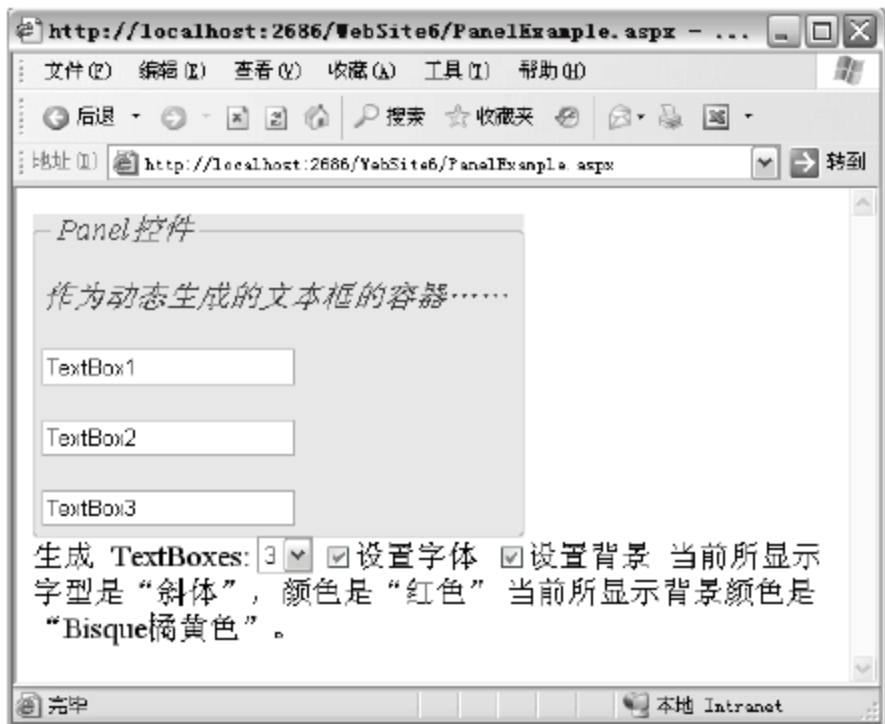 http://localhost:2686/WebSite6/PanelExample.aspx - ...
文件(F) 编辑(E) 查看(V) 收藏(A) 工具(T) 帮助(H)
后退 搜索 收藏夹
地址(D) http://localhost:2686/WebSite6/PanelExample.aspx 转到
Panel控件
作为动态生成的文本框的容器……
TextBox1
TextBox2
TextBox3
生成 TextBoxes: 3 设置字体 设置背景 当前所显示
字型是“斜体”，颜色是“红色” 当前所显示背景颜色是
“Bisque橘黄色”。
完毕 本地 Intranet